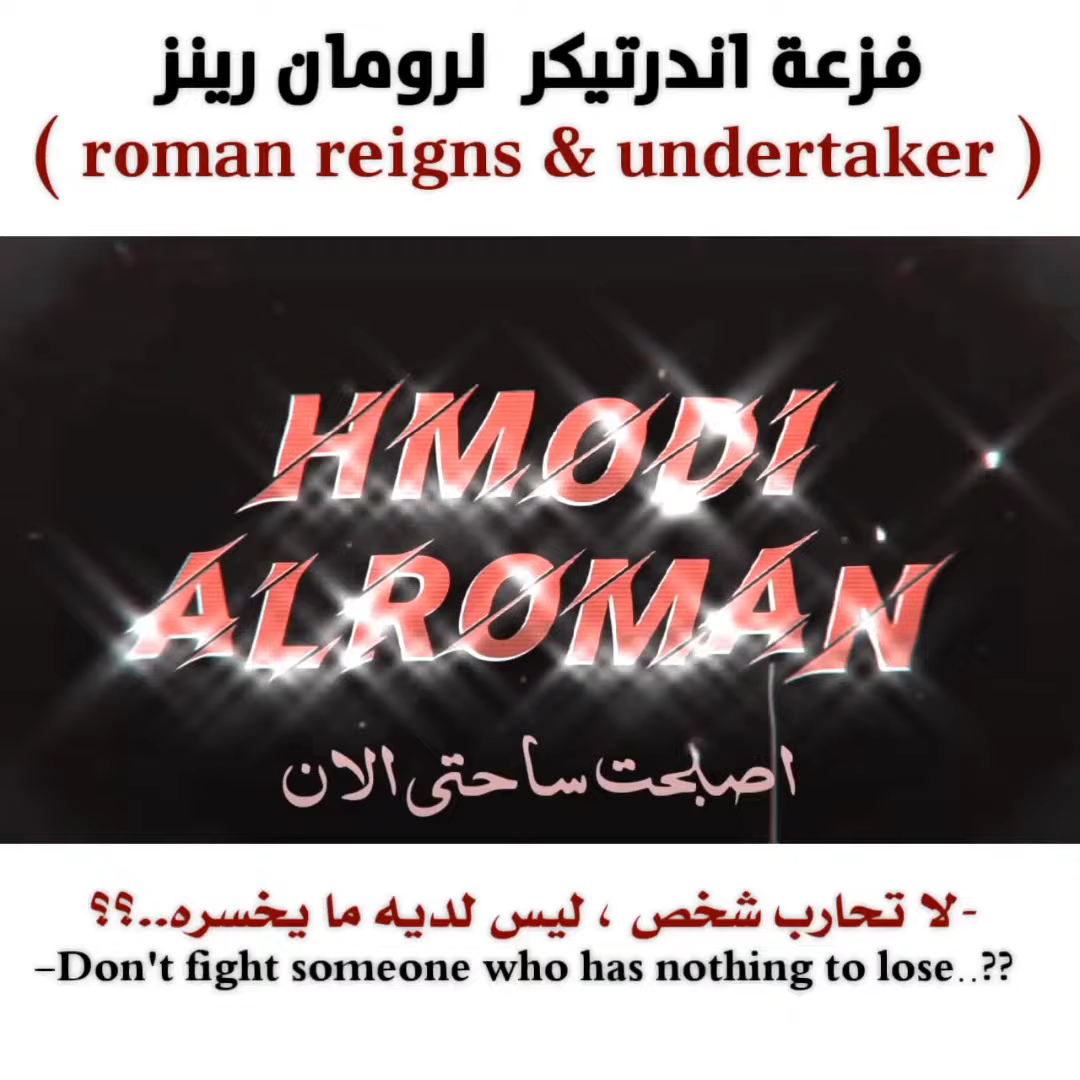 فزعة اندرتيكر لرومان رينز
( roman reigns & undertaker )
HMODI
ALROMAN
اصبحت ساحتى الان
-لا تحارب شخص ، ليس لديه ما يخسره..؟؟
-Don't fight someone who has nothing to lose..??